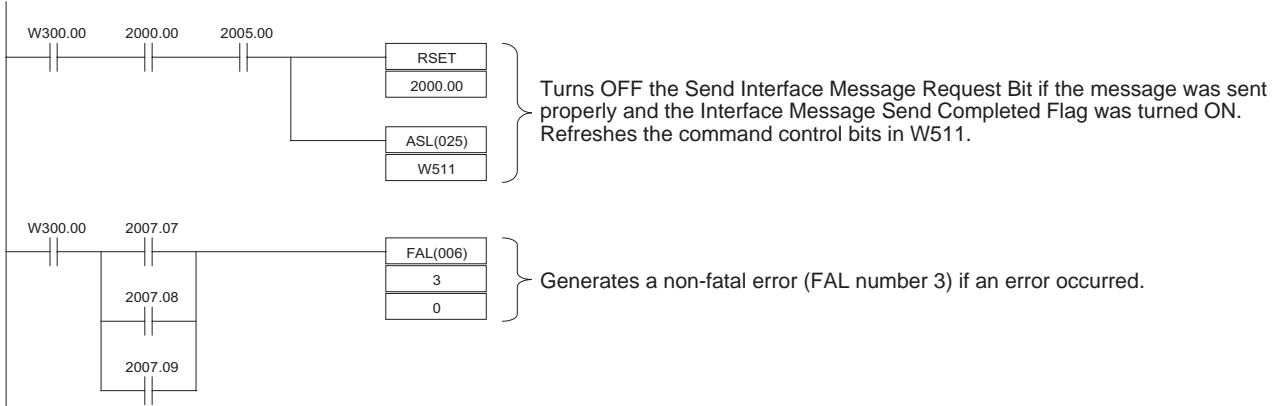 W300.00 2000.00 2005.00
RSET
2000.00
ASL(025)
W511
Turns OFF the Send Interface Message Request Bit if the message was sent
properly and the Interface Message Send Completed Flag was turned ON.
Refreshes the command control bits in W511.
W300.00 2007.07
FAL(006)
3
0
Generates a non-fatal error (FAL number 3) if an error occurred.
2007.08
2007.09